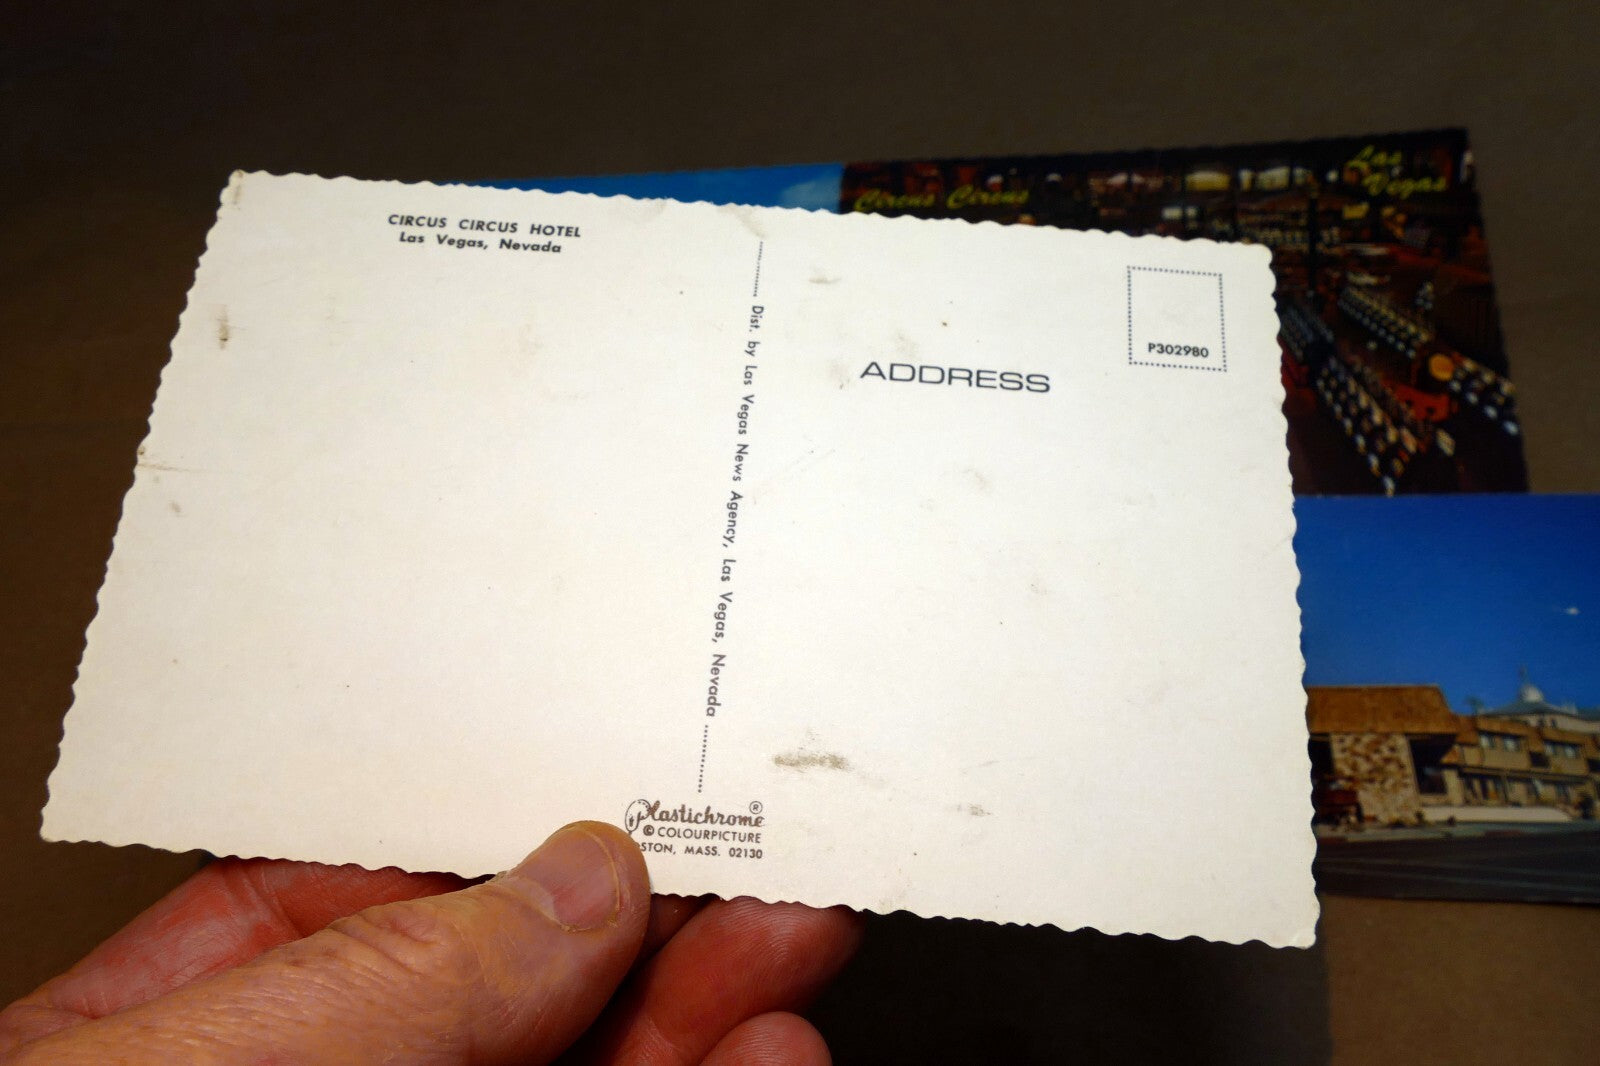 CIRCUS CIRCUS HOTEL
Las Vegas, Nevada
Dist. by Las Vegas News Agency, Las Vegas, Nevada
P302980
ADDRESS
Plastichrome ®
© COLOURPICTURE
STON, MASS. 02130
Circus Circus
Las
Vegas